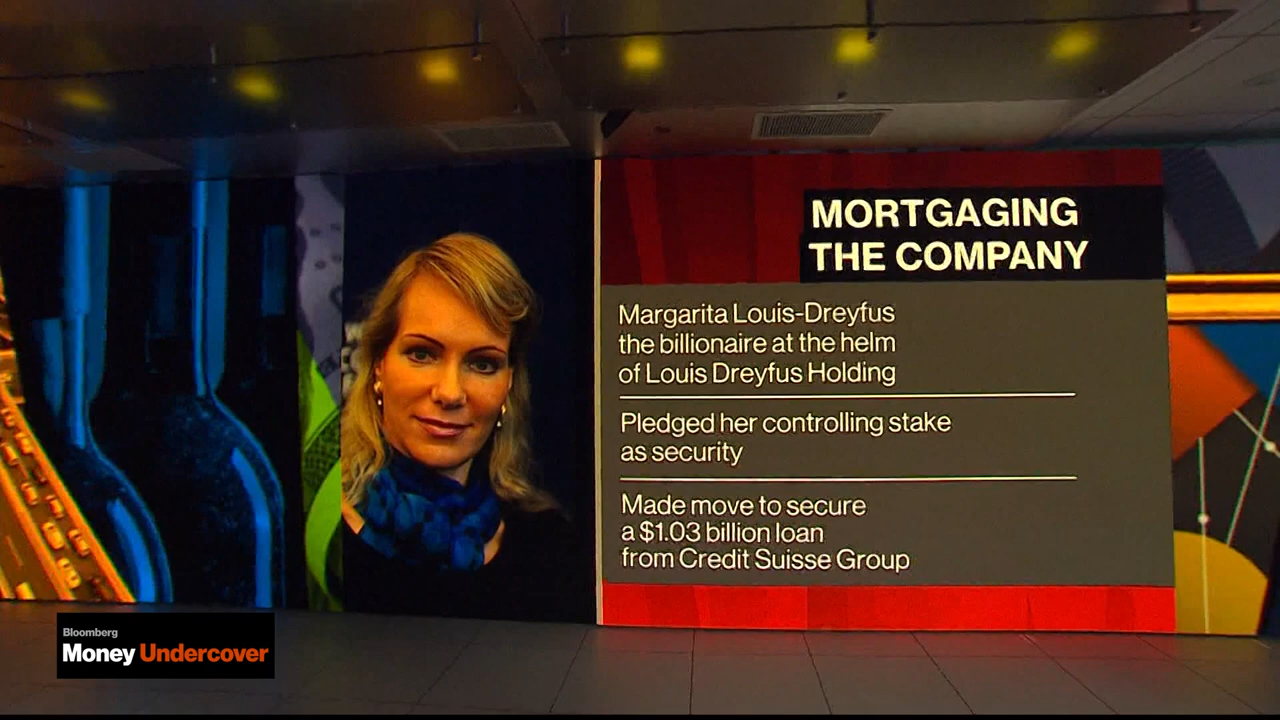 MORTGAGING
THE COMPANY
Margarita Louis-Dreyfus
the billionaire at the helm
of Louis Dreyfus Holding
Pledged her controlling stake
as security
Made move to secure
a $1.03 billion loan
from Credit Suisse Group
Bloomberg
Money Undercover